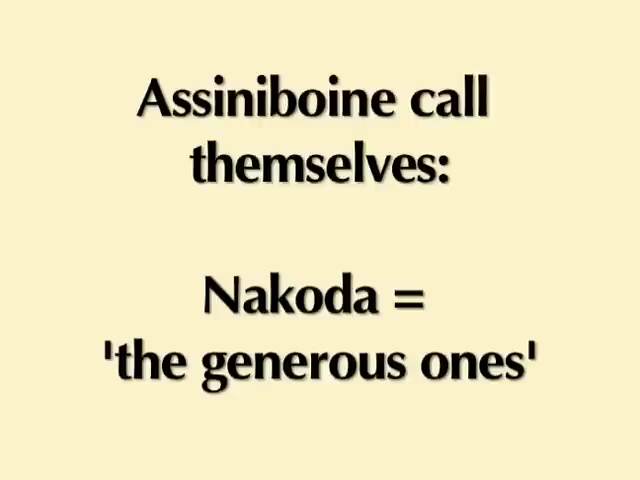 Assiniboine call
themselves:
Nakoda =
'the generous ones'